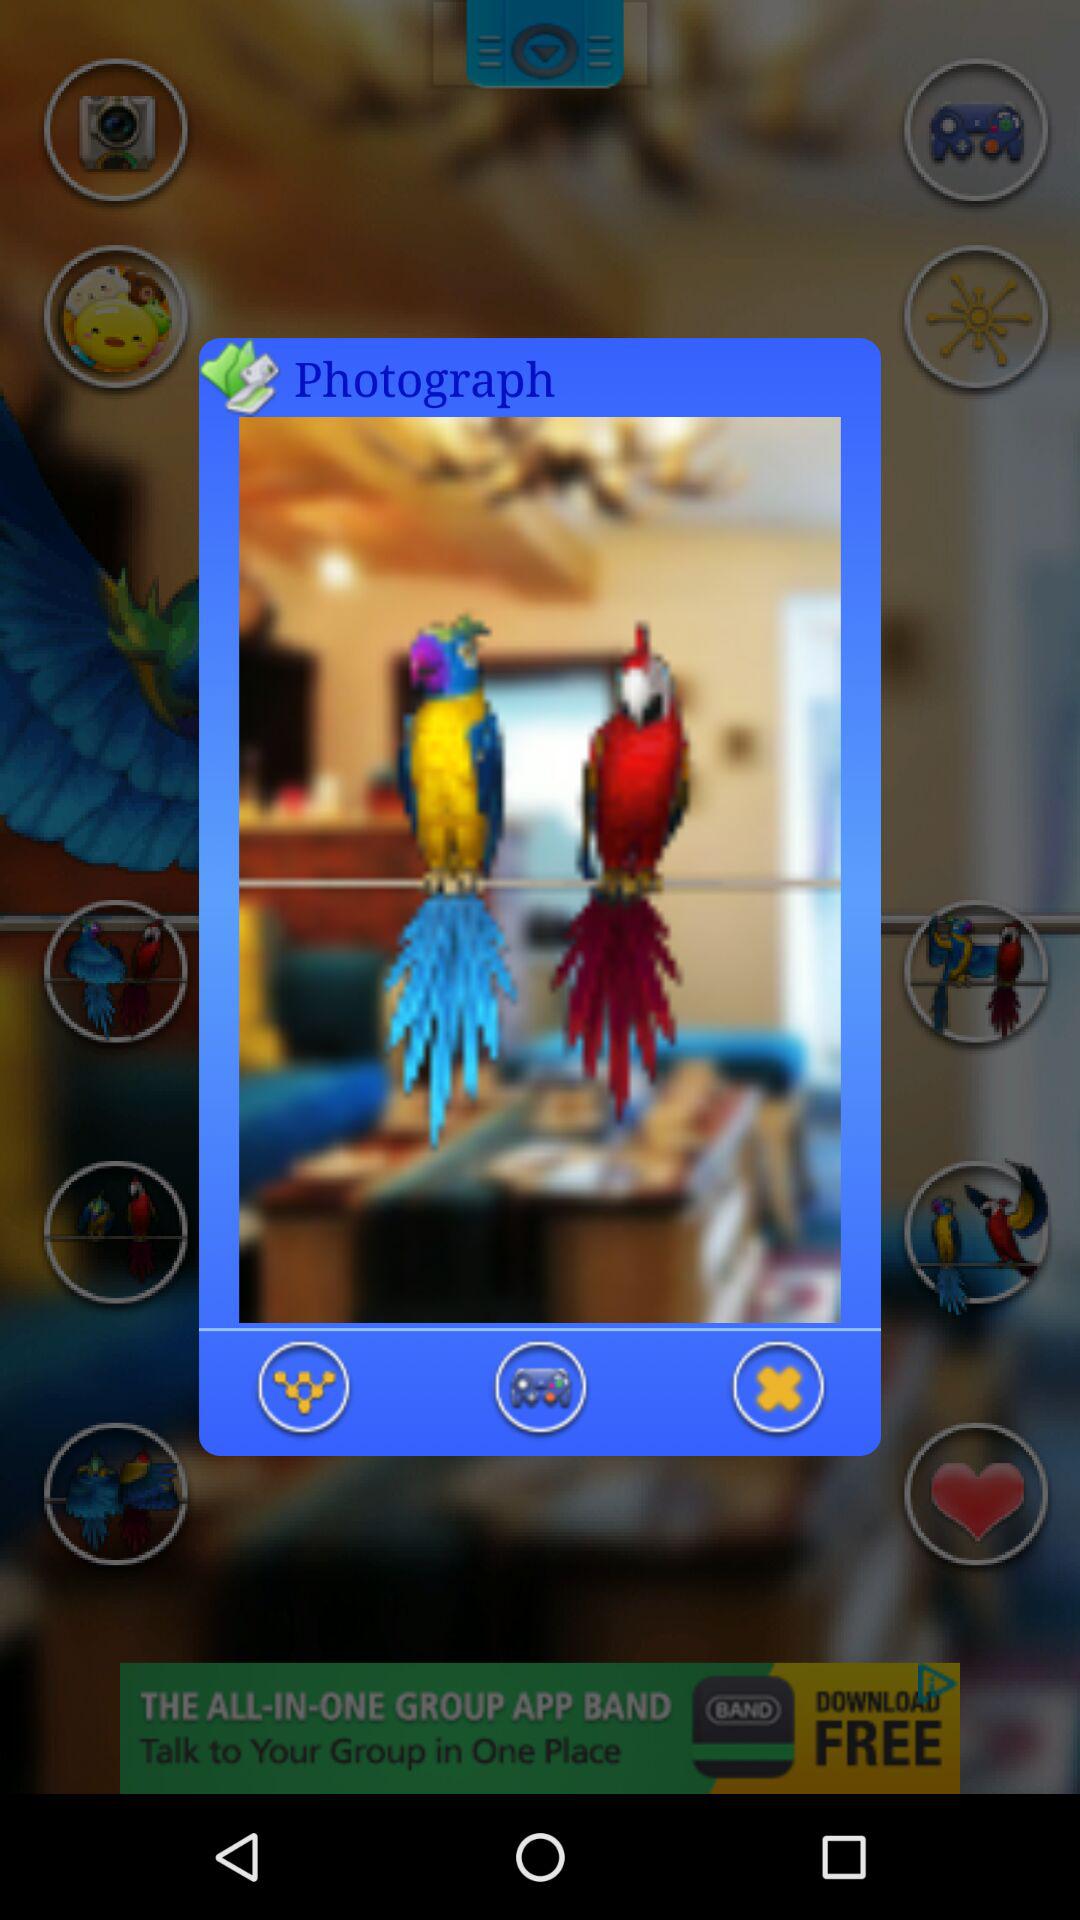 Photograph
THE ALL-IN-ONE GROUP APP BAND
Talk to Your Group in One Place
BAND
DOWNLOAD
FREE